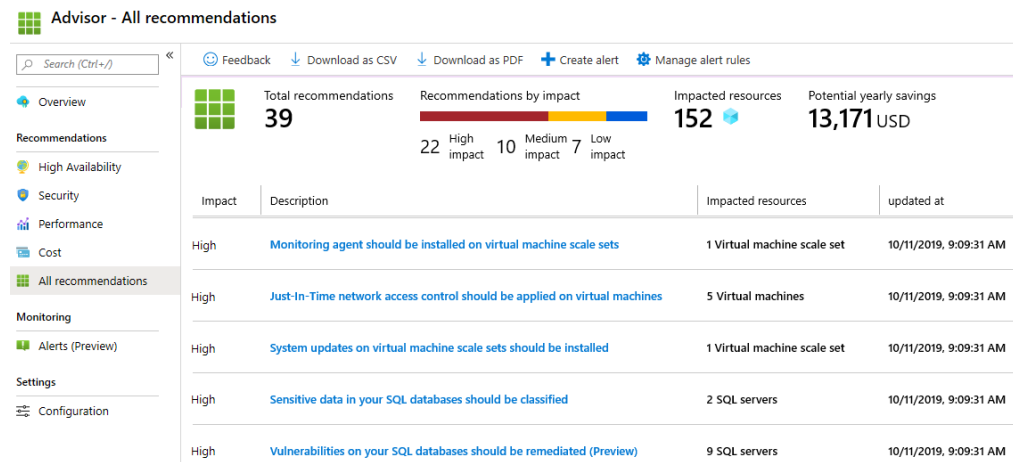 Advisor - All recommendations
Search (Ctrl+/)
«
Overview
Recommendations
High Availability
Security
Performance
Cost
All recommendations
Monitoring
Alerts (Preview)
Settings
Configuration
Feedback Download as CSV Download as PDF Create alert Manage alert rules
Total recommendations
39
Recommendations by impact
22 High impact 10 Medium impact 7 Low impact
Impacted resources
152
Potential yearly savings
13,171 USD
Impact Description Impacted resources updated at
High Monitoring agent should be installed on virtual machine scale sets 1 Virtual machine scale set 10/11/2019, 9:09:31 AM
High Just-In-Time network access control should be applied on virtual machines 5 Virtual machines 10/11/2019, 9:09:31 AM
High System updates on virtual machine scale sets should be installed 1 Virtual machine scale set 10/11/2019, 9:09:31 AM
High Sensitive data in your SQL databases should be classified 2 SQL servers 10/11/2019, 9:09:31 AM
High Vulnerabilities on your SQL databases should be remediated (Preview) 9 SQL servers 10/11/2019, 9:09:31 AM